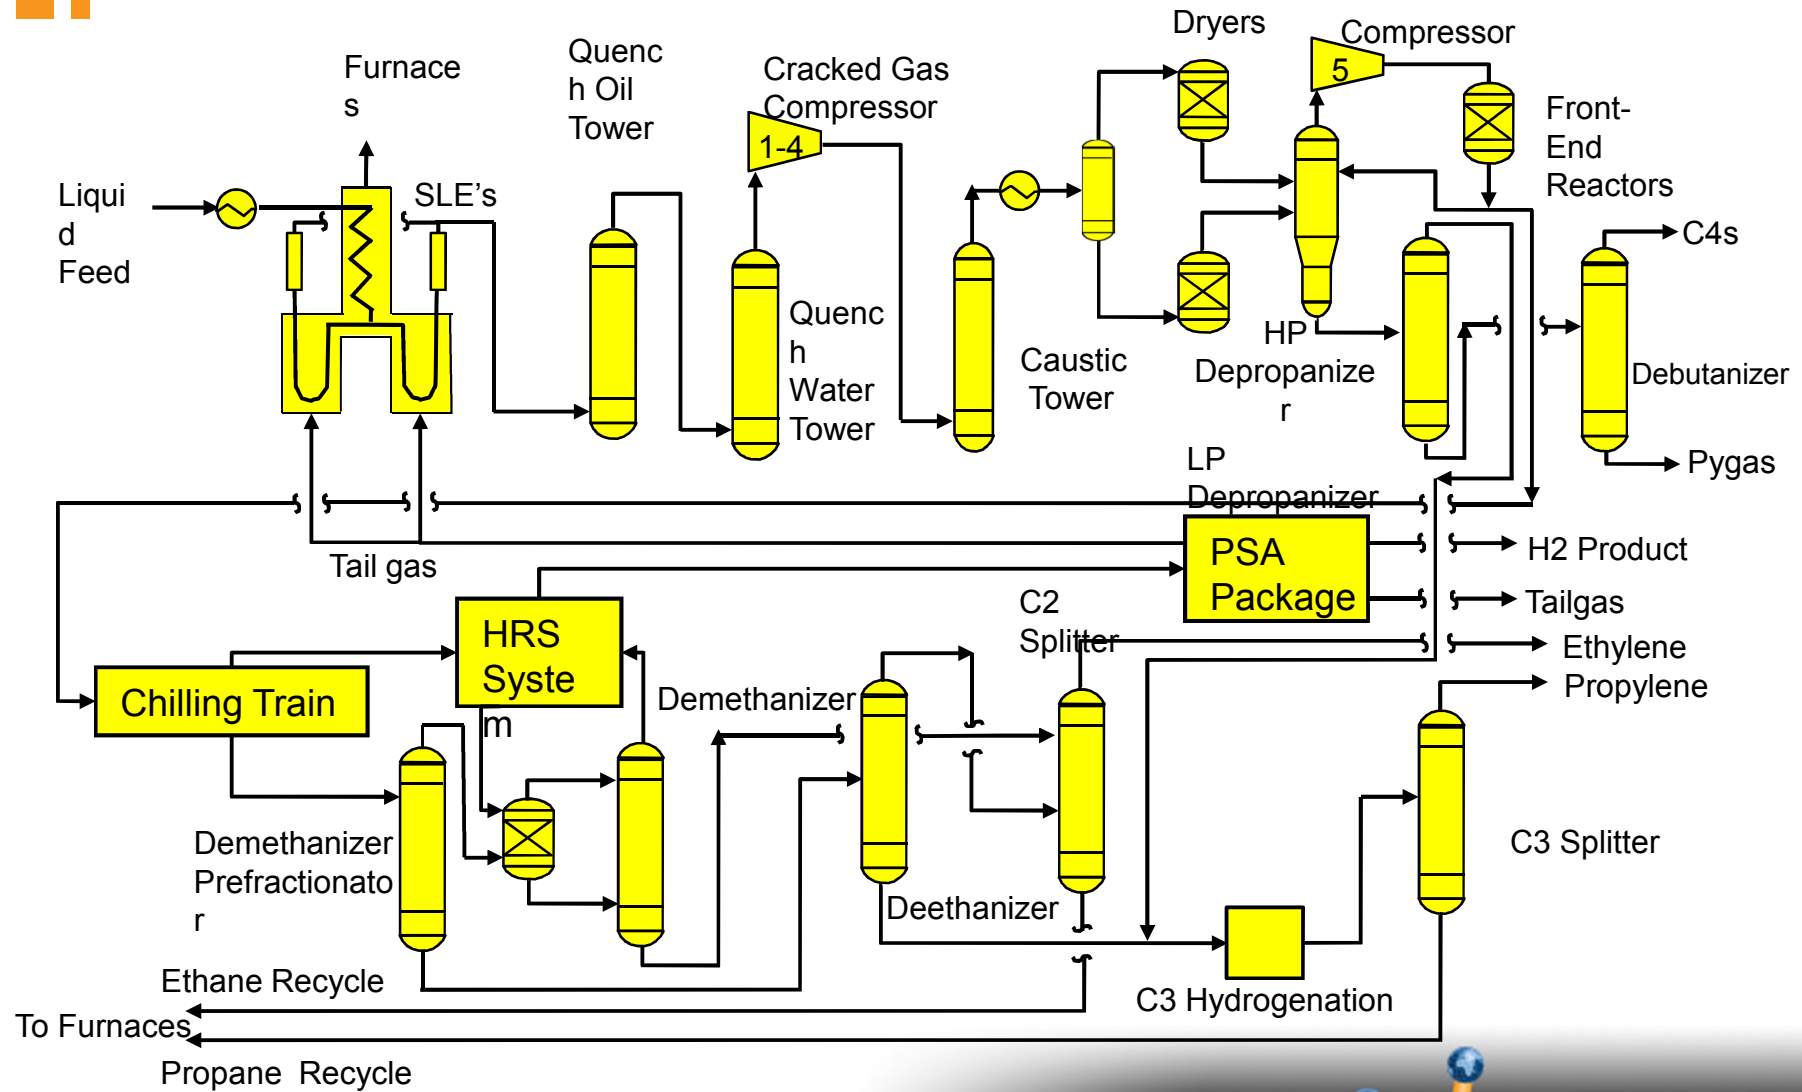 Dryers
Compressor
5
Furnace
s
Quenc
h Oil
Tower
Cracked Gas
Compressor
1-4
Front-
End
Reactors
Liqui
d
Feed
SLE's
C4s
Quenc
h
Water
Tower
Caustic
Tower
HP
Depropanize
r
Debutanizer
Pygas
LP
Depropanizer
Tail gas
PSA
Package
H2 Product
Tailgas
C2
Splitter
Ethylene
Propylene
HRS
Syste
m
Chilling Train
Demethanizer
Demethanizer
Prefractionato
r
Deethanizer
C3 Splitter
C3 Hydrogenation
Ethane Recycle
To Furnaces
Propane  Recycle